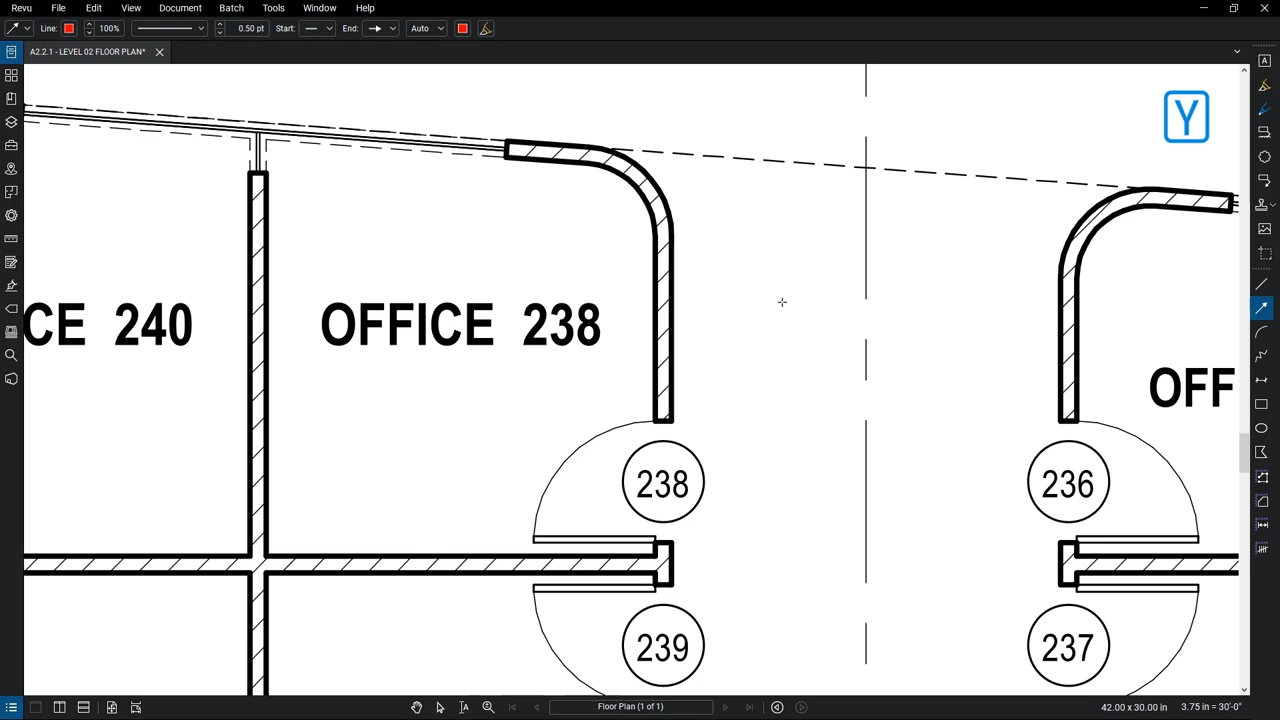 Revu File Edit View Document Batch Tools Window Help
Line: 100% 0.50 pt Start: End: Auto
A2.2.1 - LEVEL 02 FLOOR PLAN*
Y
CE 240
OFFICE 238
OFF
238
236
239
237
Floor Plan (1 of 1)
42.00 x 30.00 in
3.75 in = 30'-0"